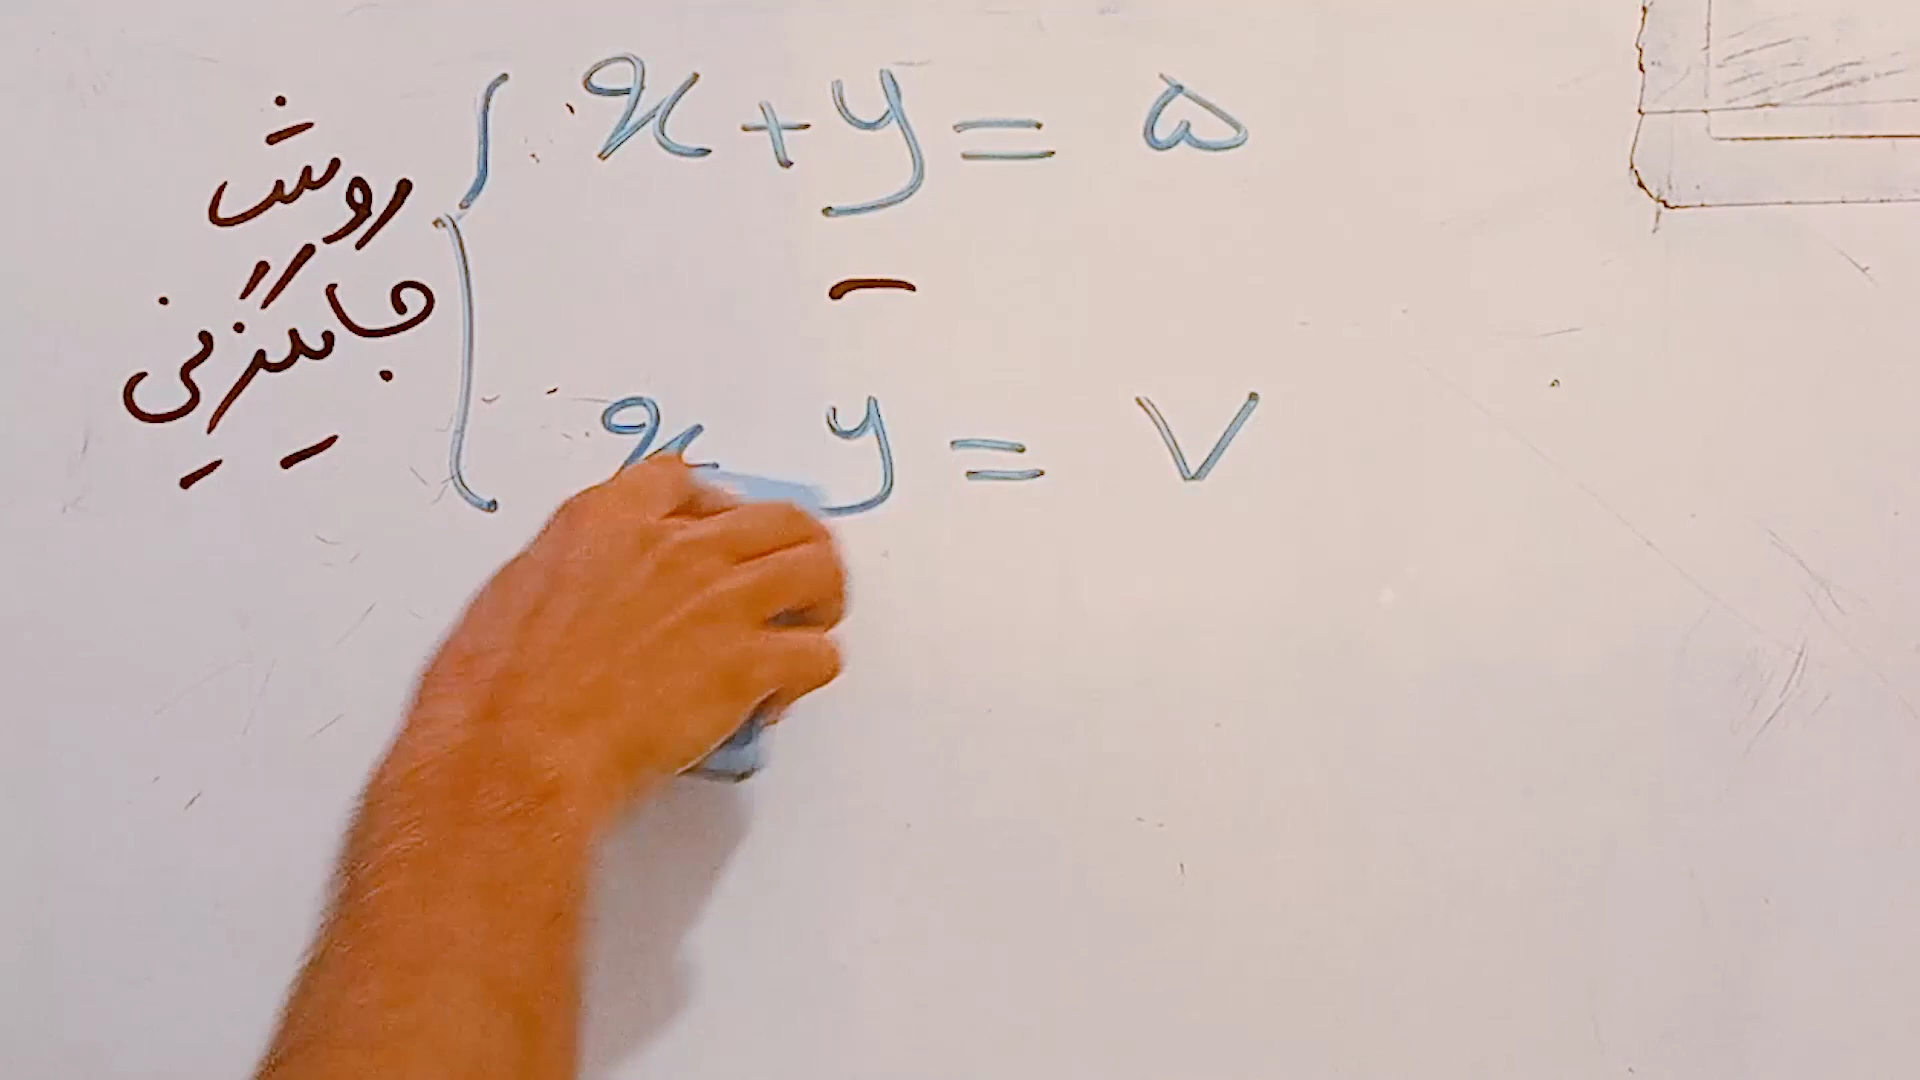 روش
جایگزینی
x + y = ۵
−
x y = ۷